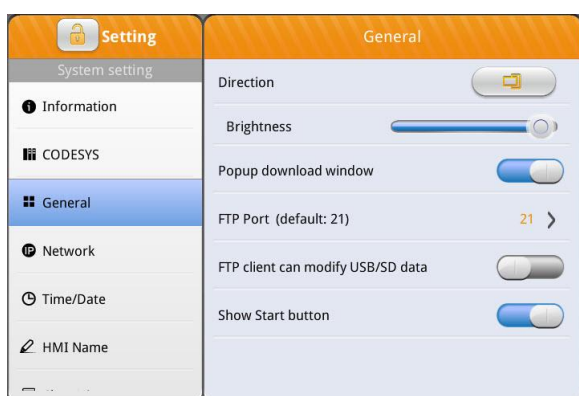 Setting
System setting
Information
CODESYS
General
Network
Time/Date
HMI Name
General
Direction
Brightness
Popup download window
FTP Port (default: 21) 21
FTP client can modify USB/SD data
Show Start button